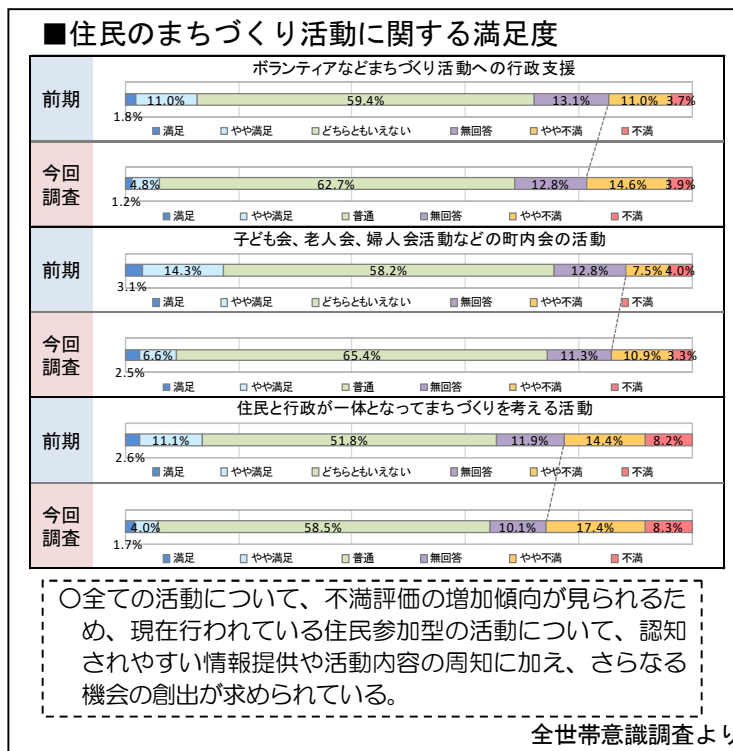 ■住民のまちづくり活動に関する満足度
ボランティアなどまちづくり活動への行政支援
前期
1.8% 11.0% 59.4% 13.1% 11.0% 3.7%
■満足 □やや満足 □どちらともいえない ■無回答 □やや不満 ■不満
今回
調査
1.2% 4.8% 62.7% 12.8% 14.6% 3.9%
■満足 □やや満足 □普通 ■無回答 □やや不満 ■不満
子ども会、老人会、婦人会活動などの町内会の活動
前期
3.1% 14.3% 58.2% 12.8% 7.5% 4.0%
■満足 □やや満足 □どちらともいえない ■無回答 □やや不満 ■不満
今回
調査
2.5% 6.6% 65.4% 11.3% 10.9% 3.3%
■満足 □やや満足 □普通 ■無回答 □やや不満 ■不満
住民と行政が一体となってまちづくりを考える活動
前期
2.6% 11.1% 51.8% 11.9% 14.4% 8.2%
■満足 □やや満足 □どちらともいえない ■無回答 □やや不満 ■不満
今回
調査
1.7% 4.0% 58.5% 10.1% 17.4% 8.3%
■満足 □やや満足 □普通 ■無回答 □やや不満 ■不満
○全ての活動について、不満評価の増加傾向が見られるた
め、現在行われている住民参加型の活動について、認知
されやすい情報提供や活動内容の周知に加え、さらなる
機会の創出が求められている。
全世帯意識調査より